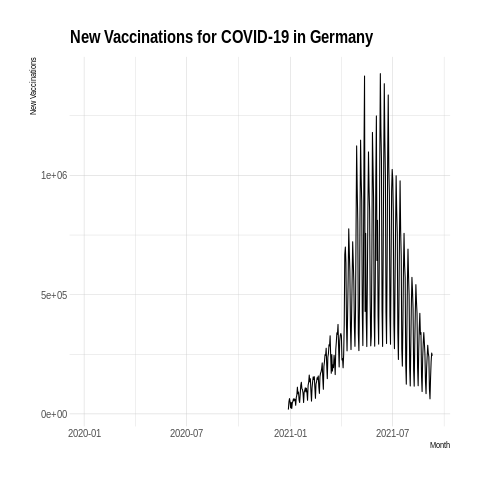 New Vaccinations for COVID-19 in Germany
New Vaccinations
1e+06
5e+05
0e+00
2020-01 2020-07 2021-01 2021-07
Month